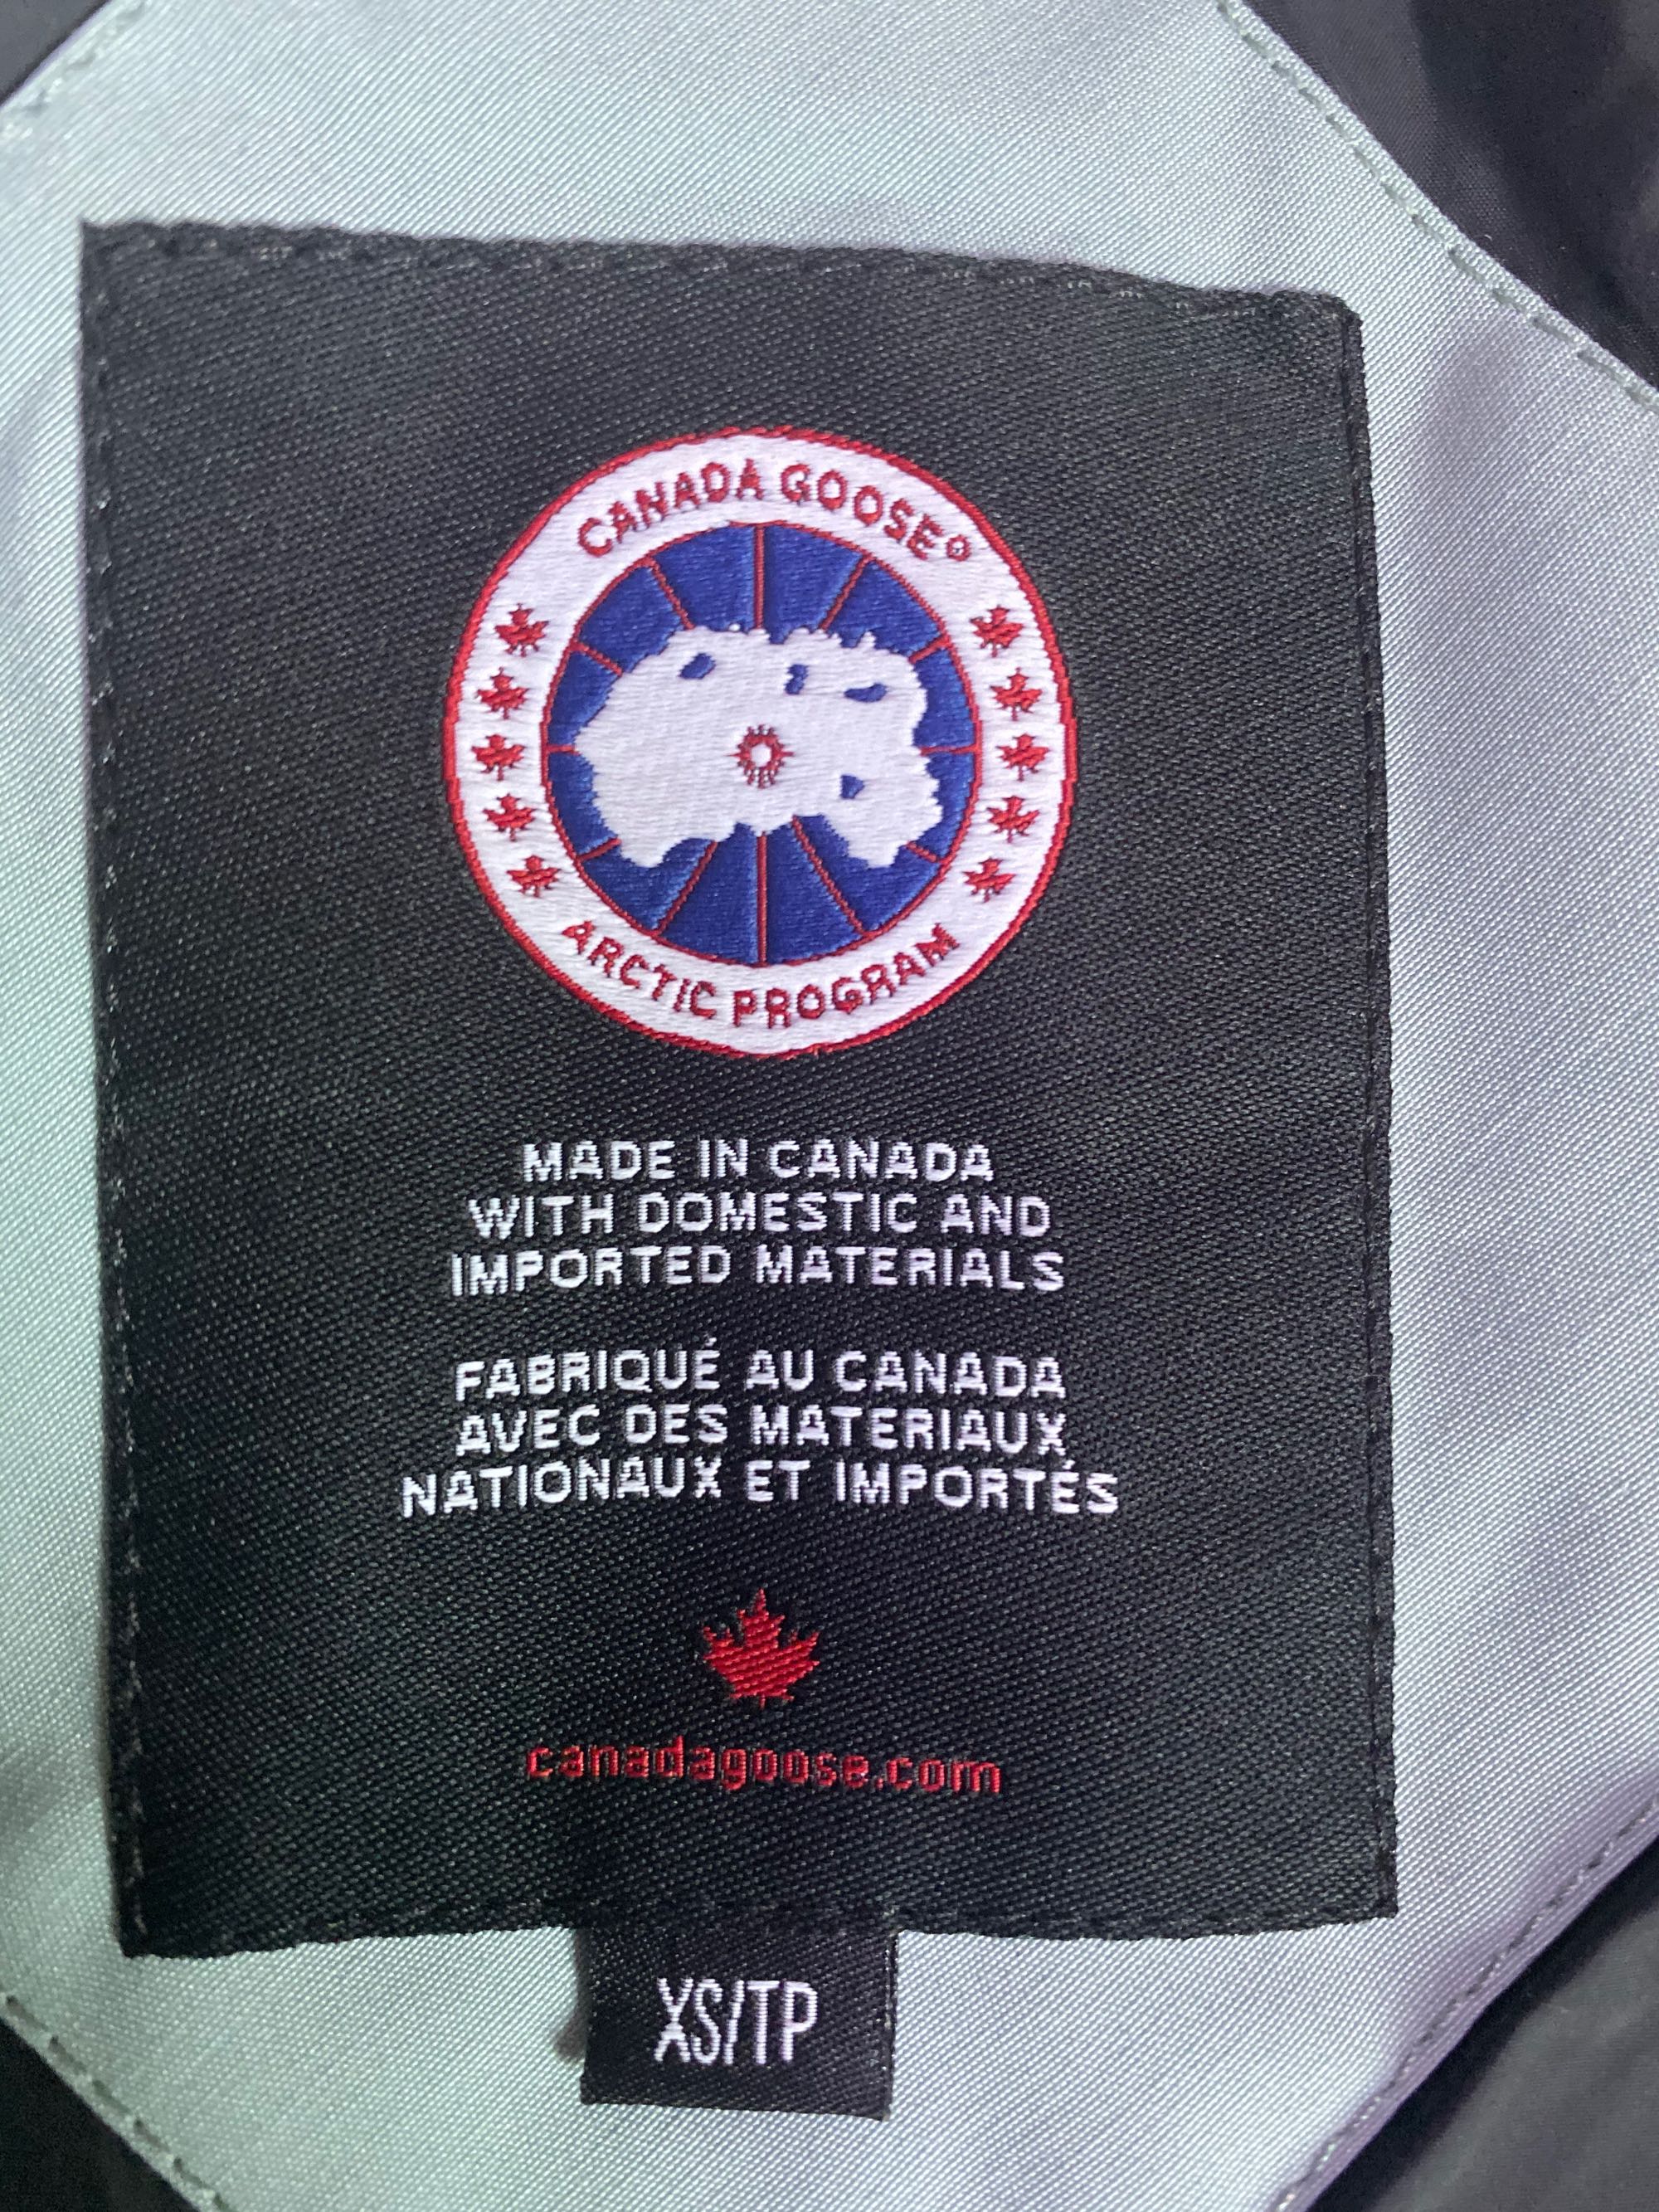 CANADA GOOSE®
ARCTIC PROGRAM
MADE IN CANADA
WITH DOMESTIC AND
IMPORTED MATERIALS
FABRIQUÉ AU CANADA
AVEC DES MATERIAUX
NATIONAUX ET IMPORTÉS
canadagoose.com
XS/TP